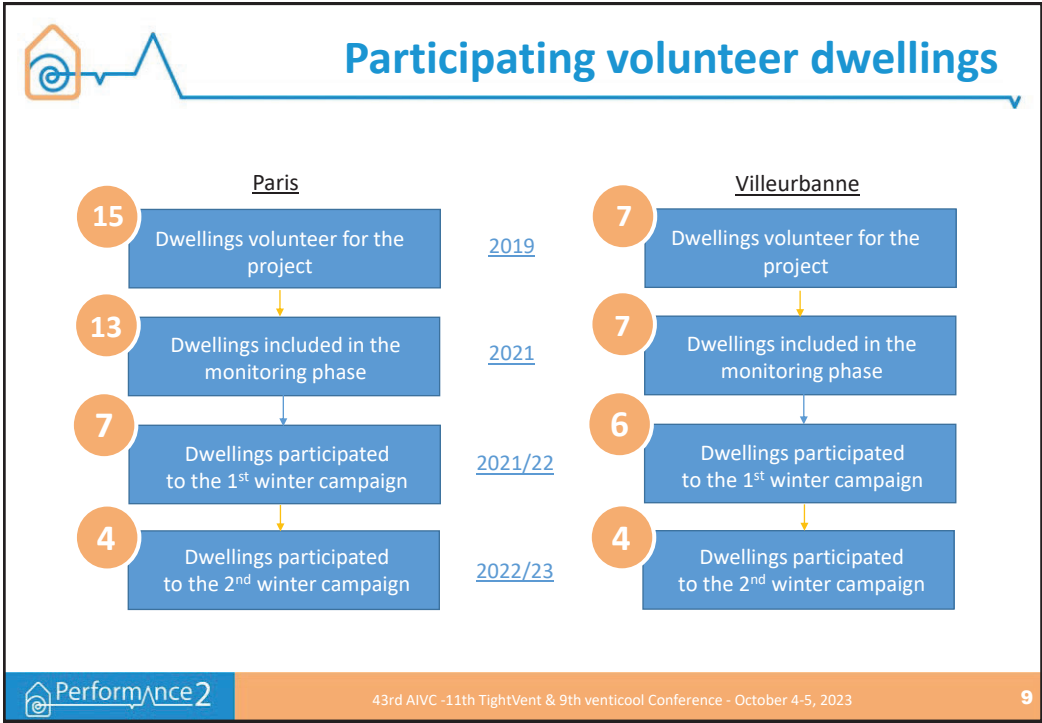 Participating volunteer dwellings
Paris
15
Dwellings volunteer for the
project
13
Dwellings included in the
monitoring phase
7
Dwellings participated
to the 1st winter campaign
4
Dwellings participated
to the 2nd winter campaign
2019
2021
2021/22
2022/23
Villeurbanne
7
Dwellings volunteer for the
project
7
Dwellings included in the
monitoring phase
6
Dwellings participated
to the 1st winter campaign
4
Dwellings participated
to the 2nd winter campaign
Performance 2
43rd AIVC -11th TightVent & 9th venticool Conference - October 4-5, 2023
9